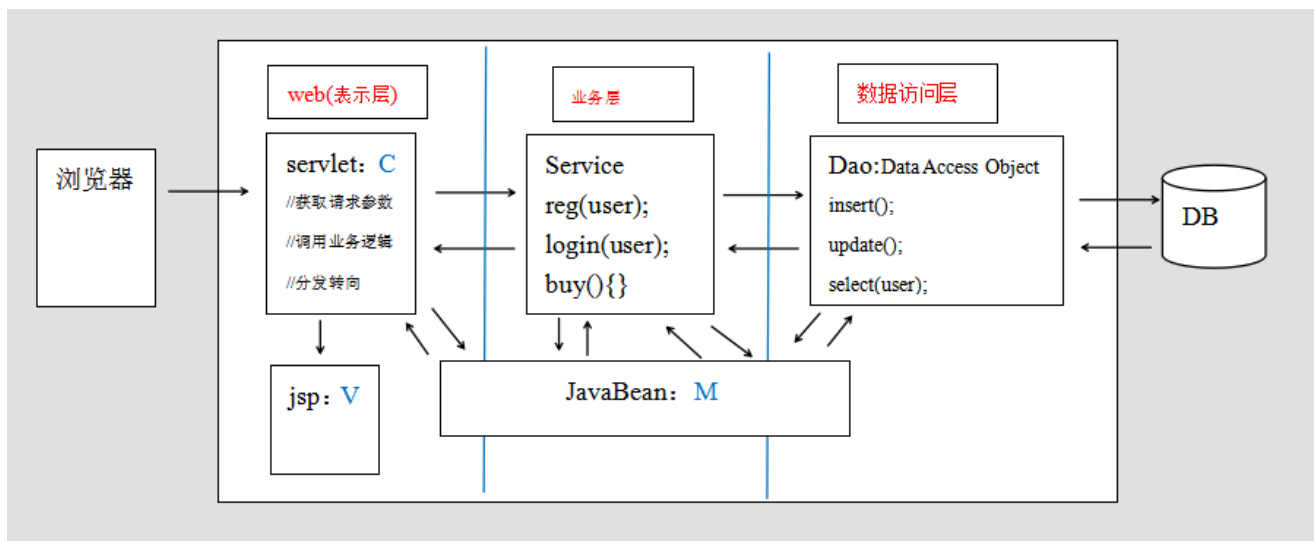 web(表示层)
业务层
数据访问层
浏览器
servlet：C
//获取请求参数
//调用业务逻辑
//分发转向
Service
reg(user);
login(user);
buy(){}
Dao:Data Access Object
insert();
update();
select(user);
DB
jsp：V
JavaBean：M